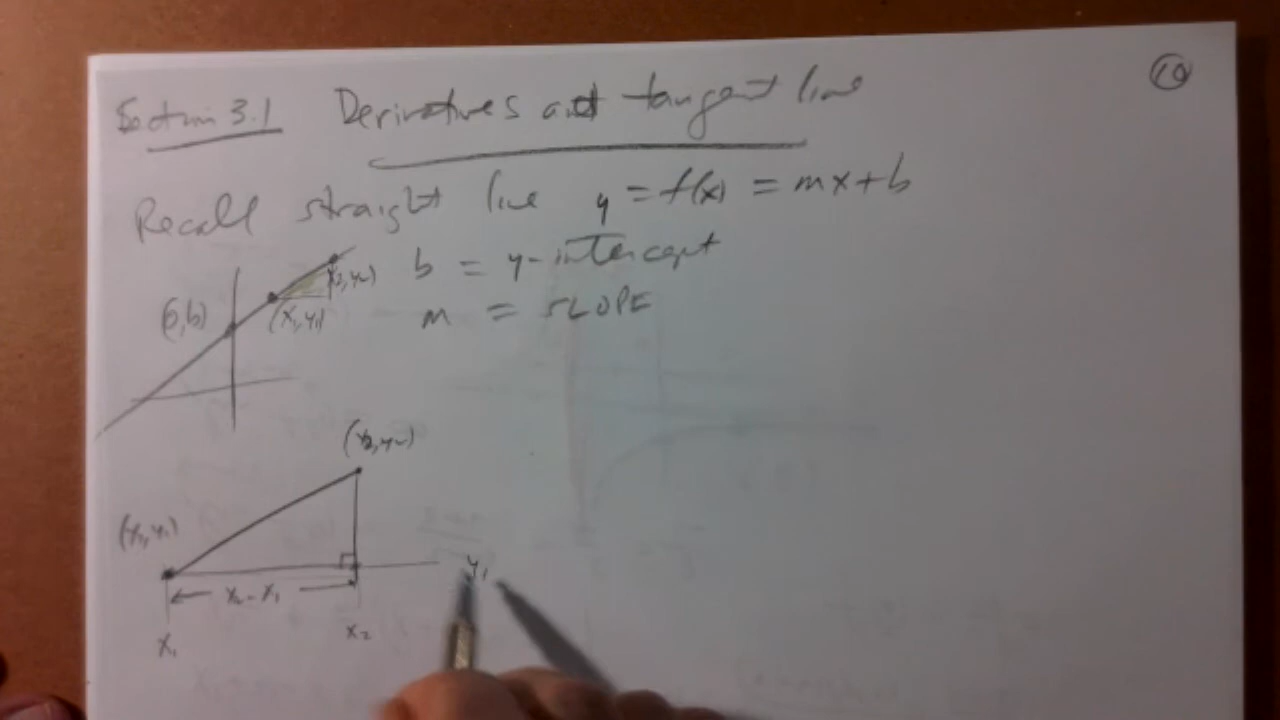 Section 3.1 Derivatives and tangent line
10
Recall straight line y = f(x) = mx+b
b = y-intercept
m = SLOPE
(0,b)
(x₁,y₁)
(x₂,y₂)
(x₂,y₂)
(x₁,y₁)
y₁
x₂-x₁
x₁
x₂